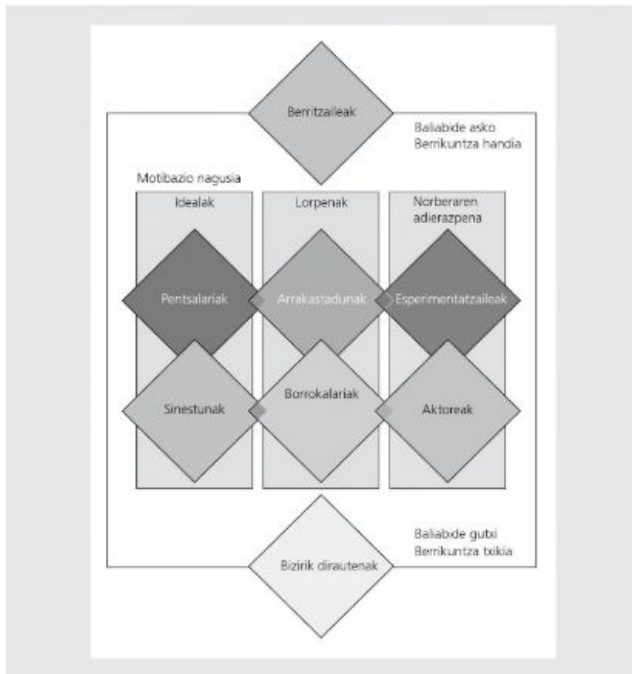 Berritzaileak
Baliabide asko
Berrikuntza handia
Motibazio nagusia
Idealak
Lorpenak
Norberaren
adierazpena
Pentsalariak
Arrakastadunak
Esperimentatzaileak
Sinestunak
Borrokalariak
Aktoreak
Baliabide gutxi
Berrikuntza txikia
Bizirik dirautenak